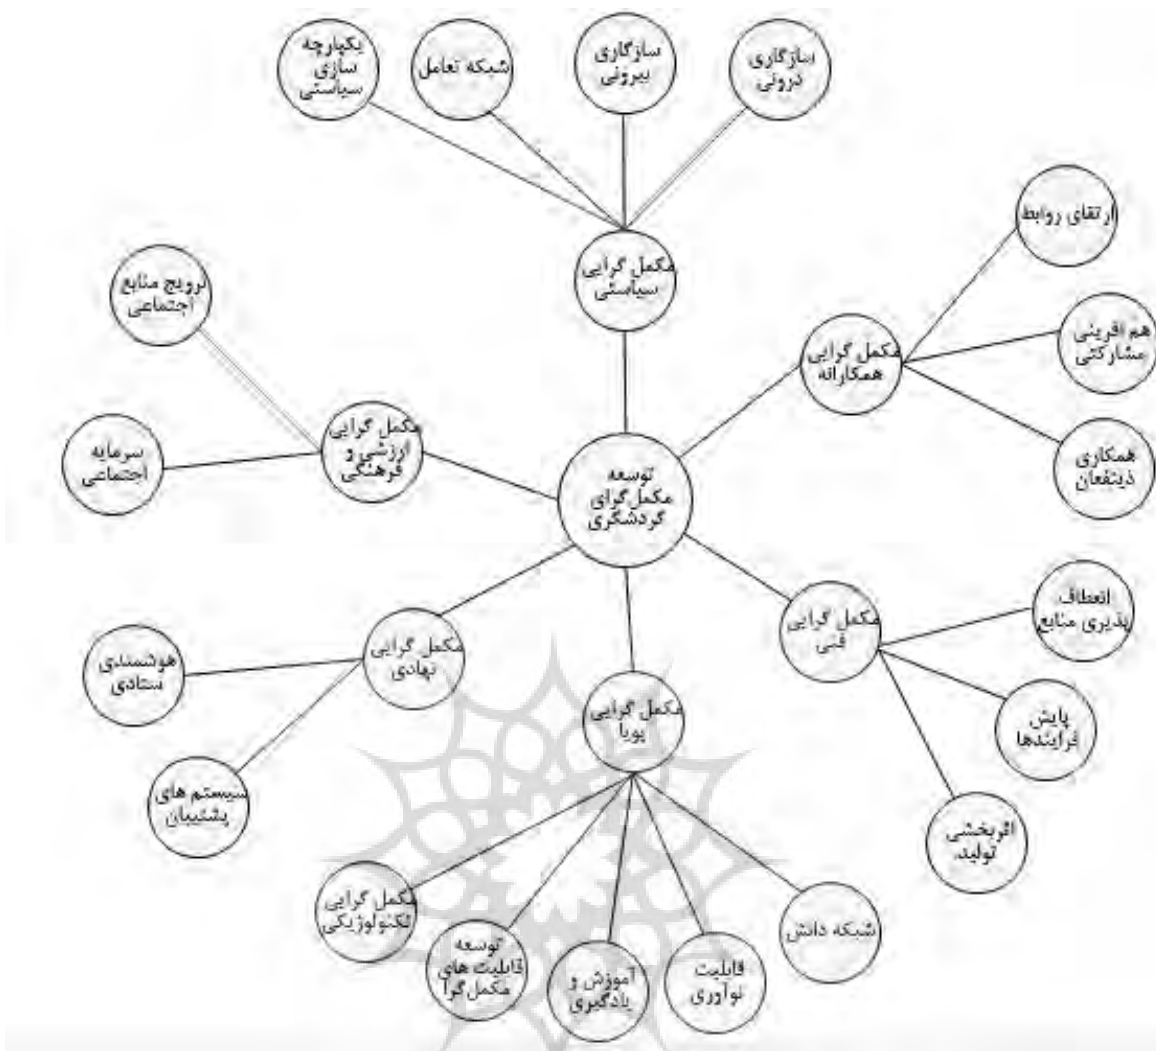 سازگاری
درونی
سازگاری
بیرونی
شبکه تعامل
یکپارچه
سازی
سیاستی
مکمل گرایی
سیاستی
ارتقای روابط
هم افرینی
مشارکتی
همکاری
ذینفعان
مکمل گرایی
همکارانه
ترویج منابع
اجتماعی
سرمایه
اجتماعی
مکمل گرایی
ارزشی و
فرهنگی
توسعه
مکمل‌گرای
گردشگری
انعطاف
پذیری منابع
پایش
فرایندها
اثربخشی
تولید.
مکمل گرایی
فنی
مکمل گرایی
نهادی
هوشمندی
ستادی
سیستم های
پشتیبان
مکمل گرایی
پویا
شبکه دانش
قابلیت
نوآوری
آموزش و
یادگیری
توسعه
قابلیت های
مکمل‌گرا
مکمل گرایی
تکنولوژیکی